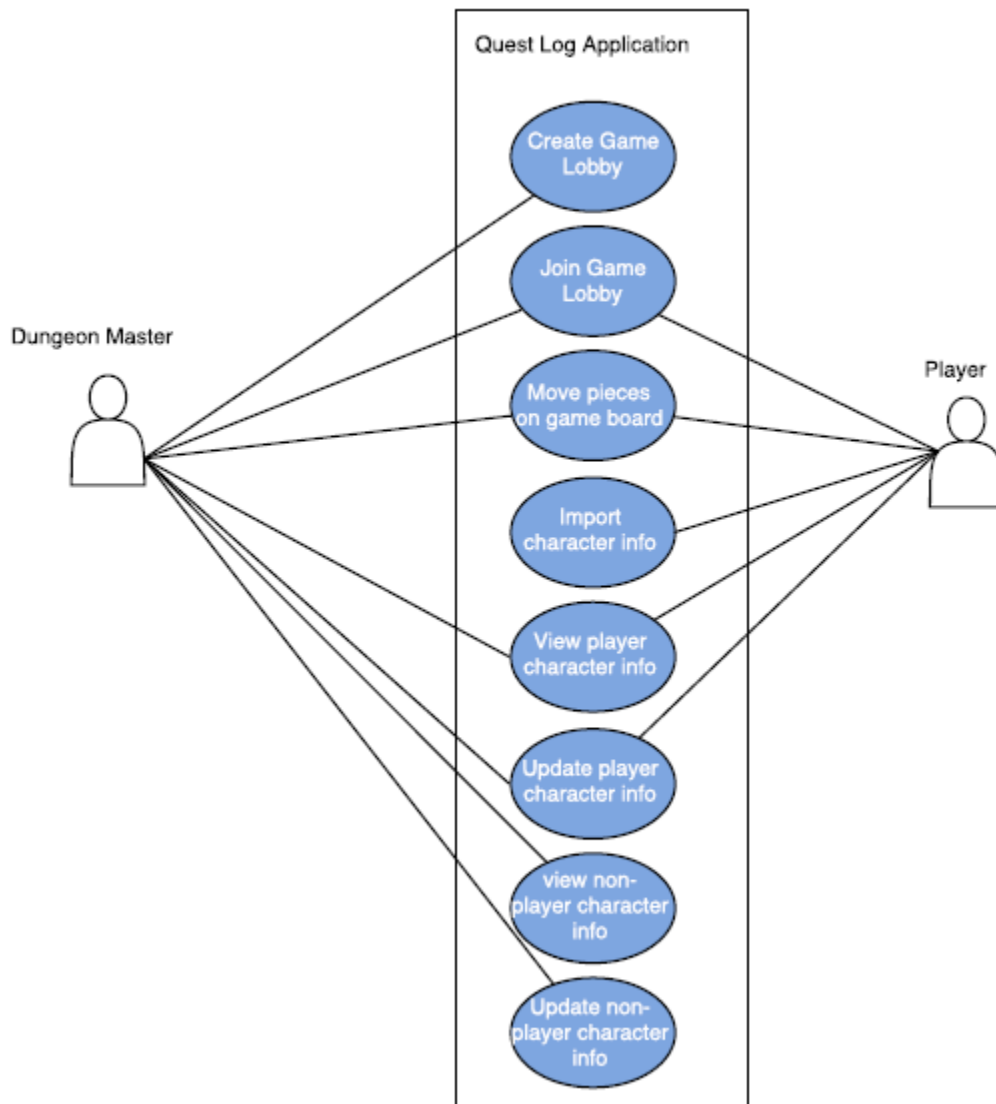 Quest Log Application
Create Game
Lobby
Join Game
Lobby
Dungeon Master
Player
Move pieces
on game board
Import
character info
View player
character info
Update player
character info
view non-
player character
info
Update non-
player character
info